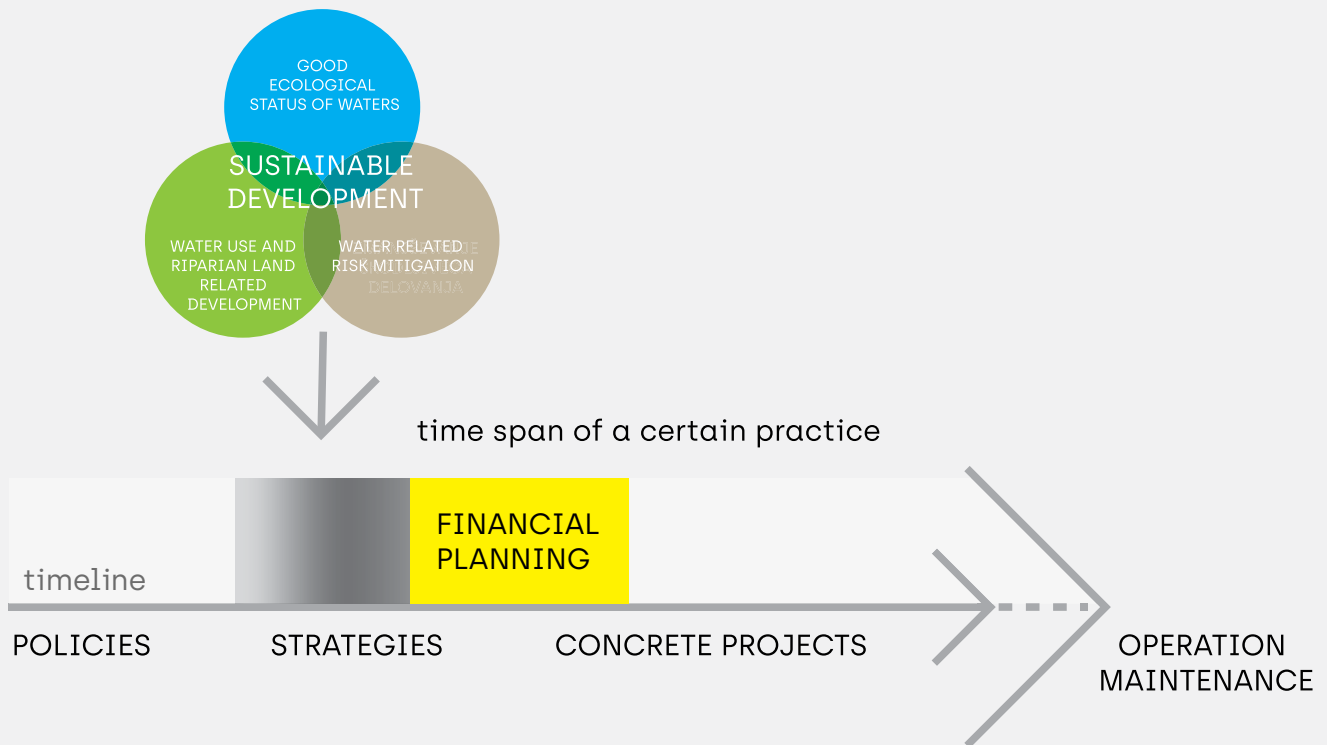 GOOD
ECOLOGICAL
STATUS OF WATERS
SUSTAINABLE
DEVELOPMENT
WATER USE AND
RIPARIAN LAND
RELATED
DEVELOPMENT
WATER RELATED
RISK MITIGATION
DELOVANJA
time span of a certain practice
FINANCIAL
PLANNING
timeline
POLICIES
STRATEGIES
CONCRETE PROJECTS
OPERATION
MAINTENANCE